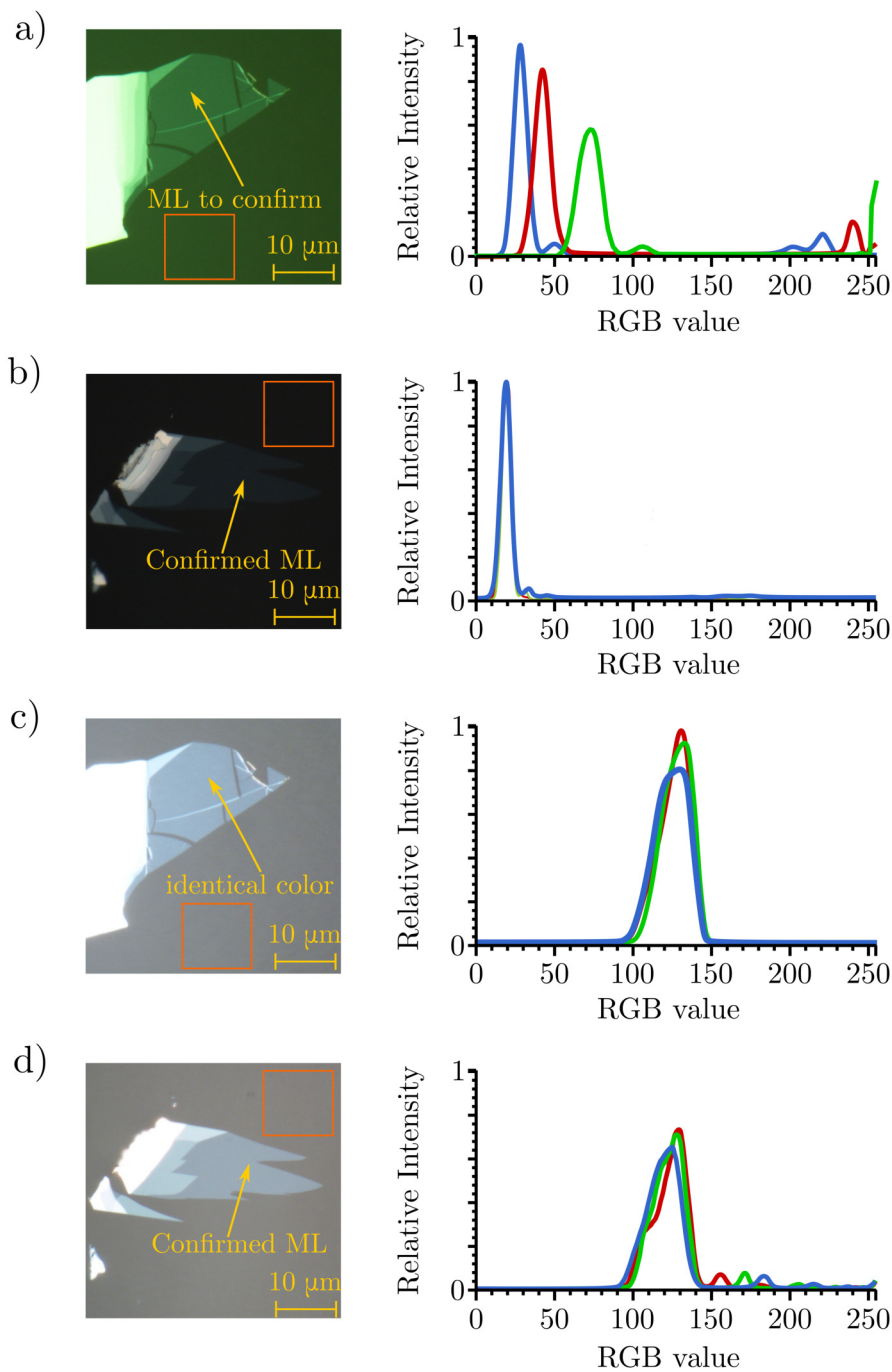 a)
ML to confirm
10 μm
Relative Intensity
1
0
0 50 100 150 200 250
RGB value
b)
Confirmed ML
10 μm
Relative Intensity
1
0
0 50 100 150 200 250
RGB value
c)
identical color
10 μm
Relative Intensity
1
0
0 50 100 150 200 250
RGB value
d)
Confirmed ML
10 μm
Relative Intensity
1
0
0 50 100 150 200 250
RGB value